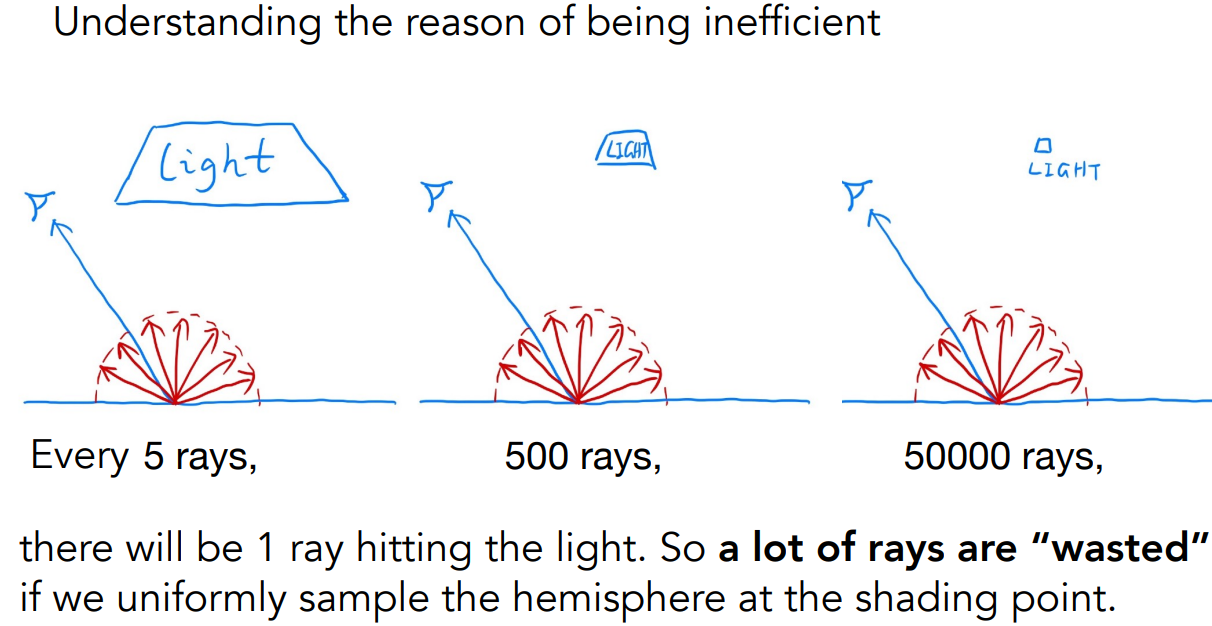 Understanding the reason of being inefficient
Light
LIGHT
LIGHT
Every 5 rays,
500 rays,
50000 rays,
there will be 1 ray hitting the light. So a lot of rays are “wasted”
if we uniformly sample the hemisphere at the shading point.